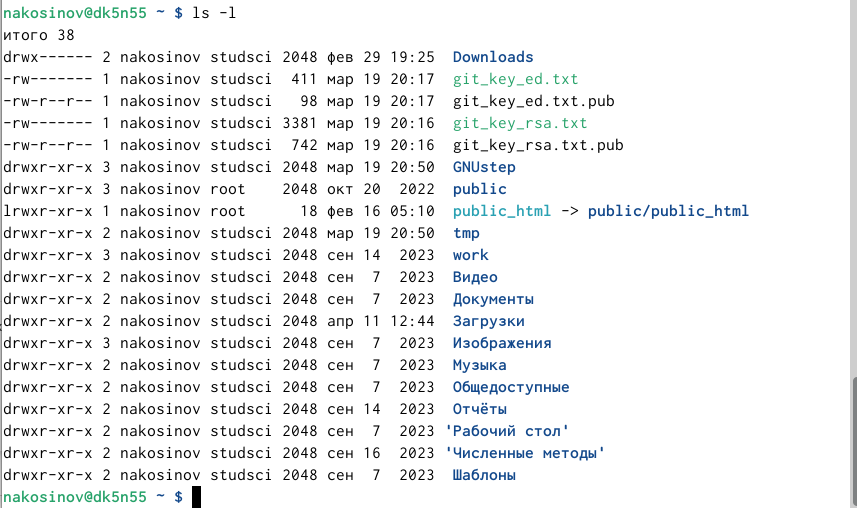 nakosinov@dk5n55 ~ $ ls -l
итого 38
drwx------ 2 nakosinov studsci 2048 фев 29 19:25  Downloads
-rw------- 1 nakosinov studsci  411 мар 19 20:17  git_key_ed.txt
-rw-r--r-- 1 nakosinov studsci   98 мар 19 20:17  git_key_ed.txt.pub
-rw------- 1 nakosinov studsci 3381 мар 19 20:16  git_key_rsa.txt
-rw-r--r-- 1 nakosinov studsci  742 мар 19 20:16  git_key_rsa.txt.pub
drwxr-xr-x 3 nakosinov studsci 2048 мар 19 20:50  GNUstep
drwxr-xr-x 3 nakosinov root    2048 окт 20  2022  public
lrwxr-xr-x 1 nakosinov root      18 фев 16 05:10  public_html -> public/public_html
drwxr-xr-x 2 nakosinov studsci 2048 мар 19 20:50  tmp
drwxr-xr-x 3 nakosinov studsci 2048 сен 14  2023  work
drwxr-xr-x 2 nakosinov studsci 2048 сен  7  2023  Видео
drwxr-xr-x 2 nakosinov studsci 2048 сен  7  2023  Документы
drwxr-xr-x 2 nakosinov studsci 2048 апр 11 12:44  Загрузки
drwxr-xr-x 3 nakosinov studsci 2048 сен  7  2023  Изображения
drwxr-xr-x 2 nakosinov studsci 2048 сен  7  2023  Музыка
drwxr-xr-x 2 nakosinov studsci 2048 сен  7  2023  Общедоступные
drwxr-xr-x 2 nakosinov studsci 2048 сен 14  2023  Отчёты
drwxr-xr-x 2 nakosinov studsci 2048 сен  7  2023 'Рабочий стол'
drwxr-xr-x 2 nakosinov studsci 2048 сен 16  2023 'Численные методы'
drwxr-xr-x 2 nakosinov studsci 2048 сен  7  2023  Шаблоны
nakosinov@dk5n55 ~ $